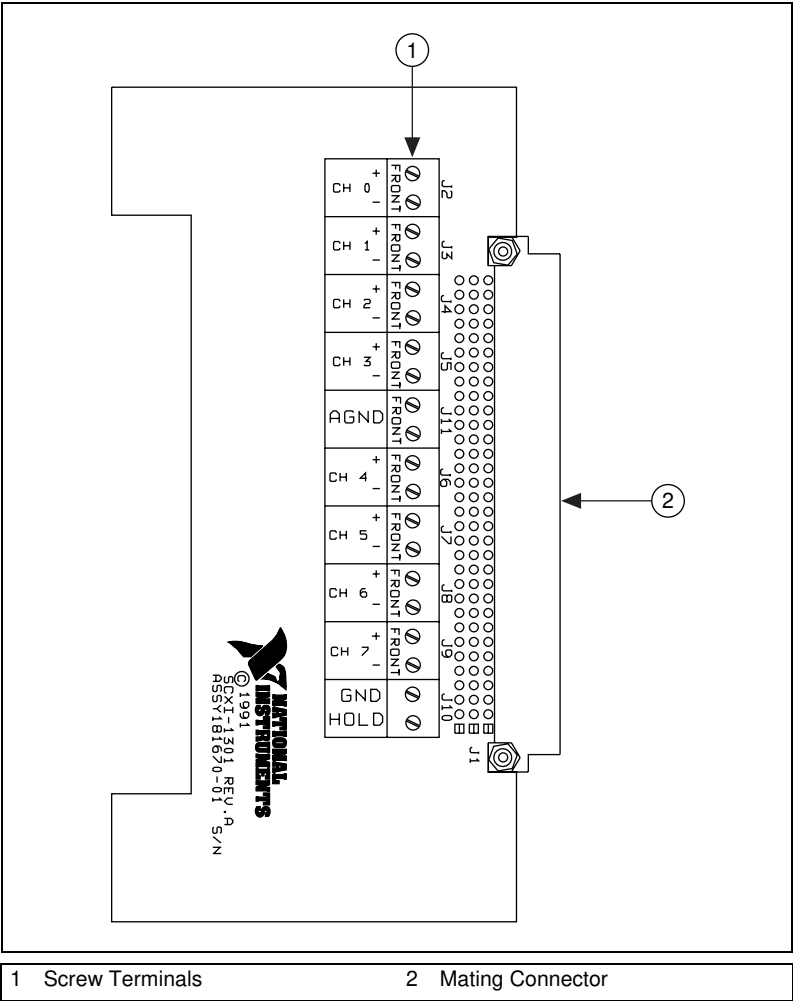 1
CH 0 + - FRONT J2
CH 1 + - FRONT J3
CH 2 + - FRONT J4
CH 3 + - FRONT J5
AGND FRONT J11
CH 4 + - FRONT J6
2
CH 5 + - FRONT J7
CH 6 + - FRONT J8
CH 7 + - FRONT J9
GND J10
HOLD
J1
NATIONAL
INSTRUMENTS
© 1991
SCXI-1301 REV.A
ASSY181670-01 S/N
1 Screw Terminals 2 Mating Connector